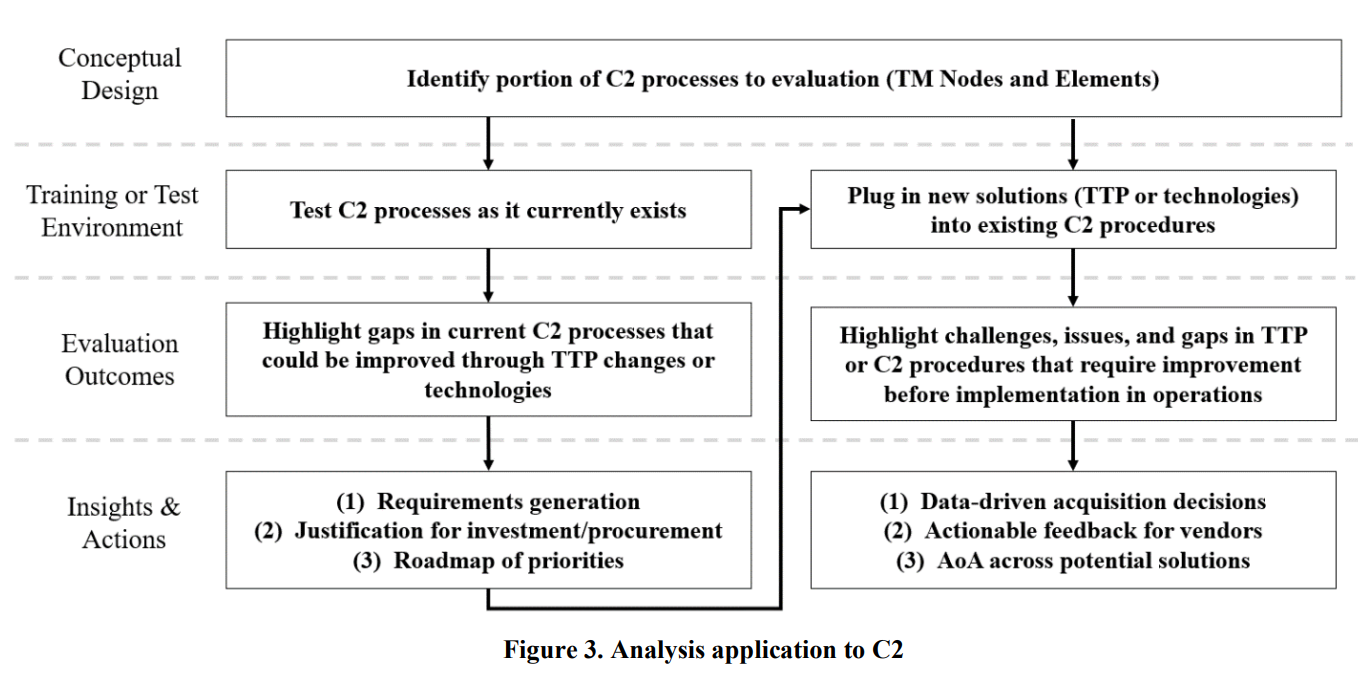 Conceptual
Design
Identify portion of C2 processes to evaluation (TM Nodes and Elements)
Training or Test
Environment
Test C2 processes as it currently exists
Plug in new solutions (TTP or technologies)
into existing C2 procedures
Evaluation
Outcomes
Highlight gaps in current C2 processes that
could be improved through TTP changes or
technologies
Highlight challenges, issues, and gaps in TTP
or C2 procedures that require improvement
before implementation in operations
Insights &
Actions
(1) Requirements generation
(2) Justification for investment/procurement
(3) Roadmap of priorities
(1) Data-driven acquisition decisions
(2) Actionable feedback for vendors
(3) AoA across potential solutions
Figure 3. Analysis application to C2